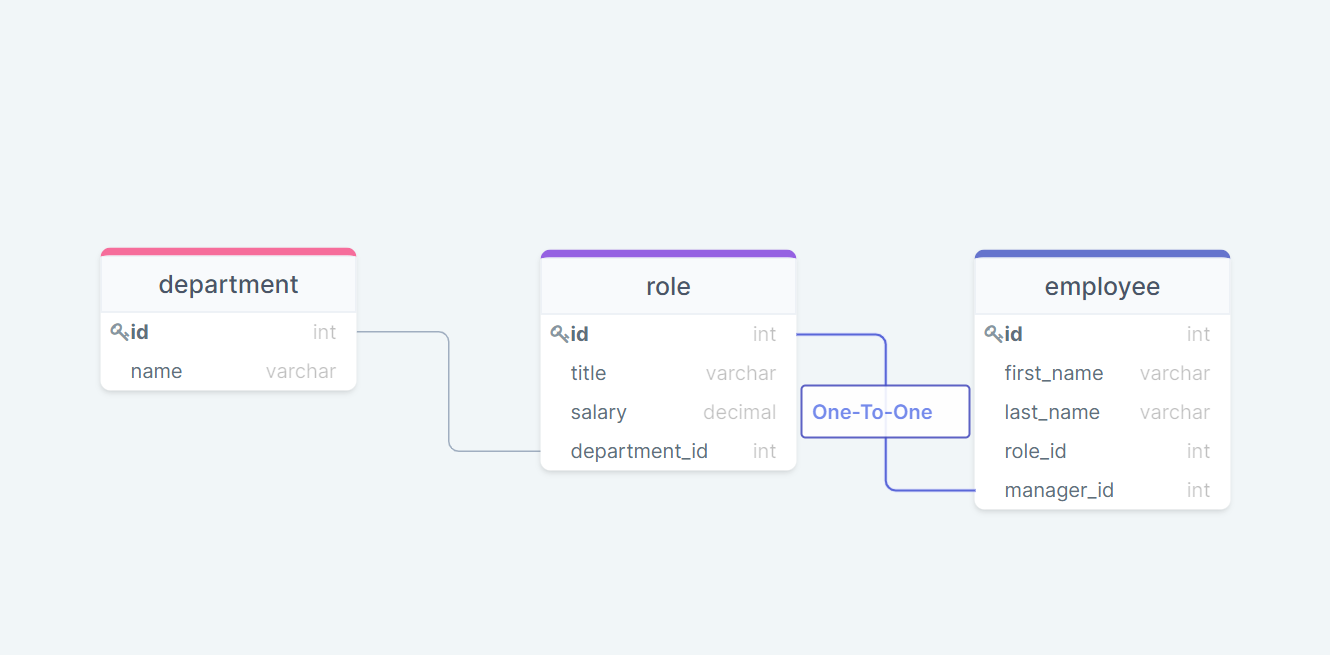 department
id int
name varchar
role
id int
title varchar
salary decimal
department_id int
One-To-One
employee
id int
first_name varchar
last_name varchar
role_id int
manager_id int